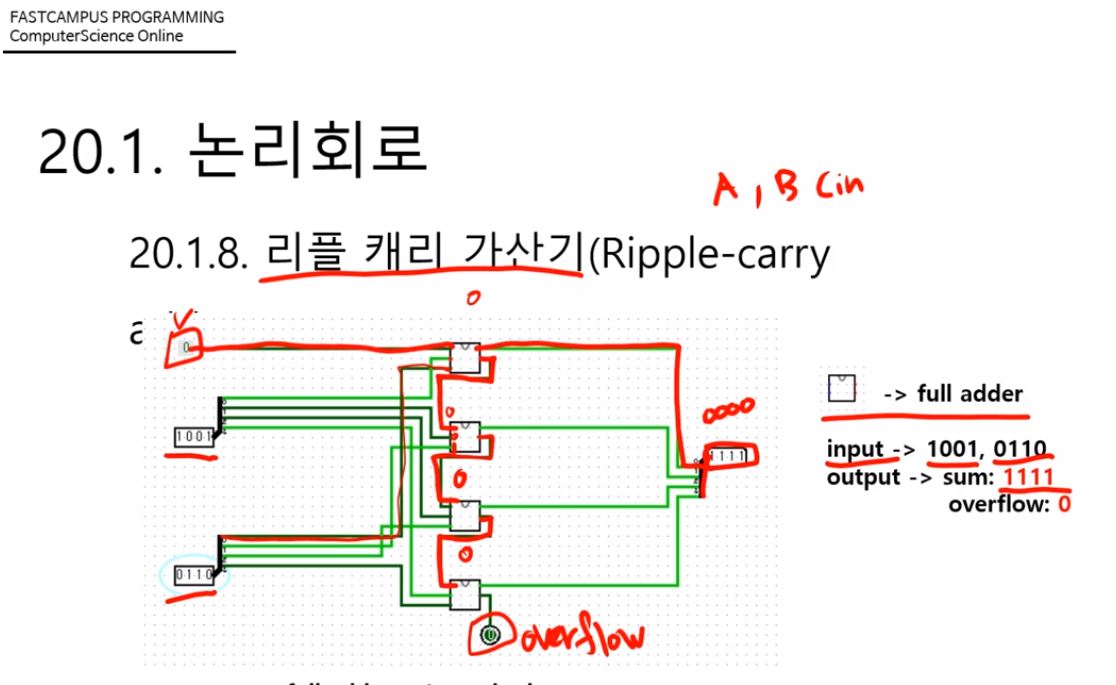 FASTCAMPUS PROGRAMMING
ComputerScience Online
20.1. 논리회로
A, B Cin
20.1.8. 리플 캐리 가산기(Ripple-carry
0
0
-> full adder
0000
0
1001
1111
input -> 1001, 0110
0
output -> sum: 1111
overflow: 0
0
0110
0
overflow